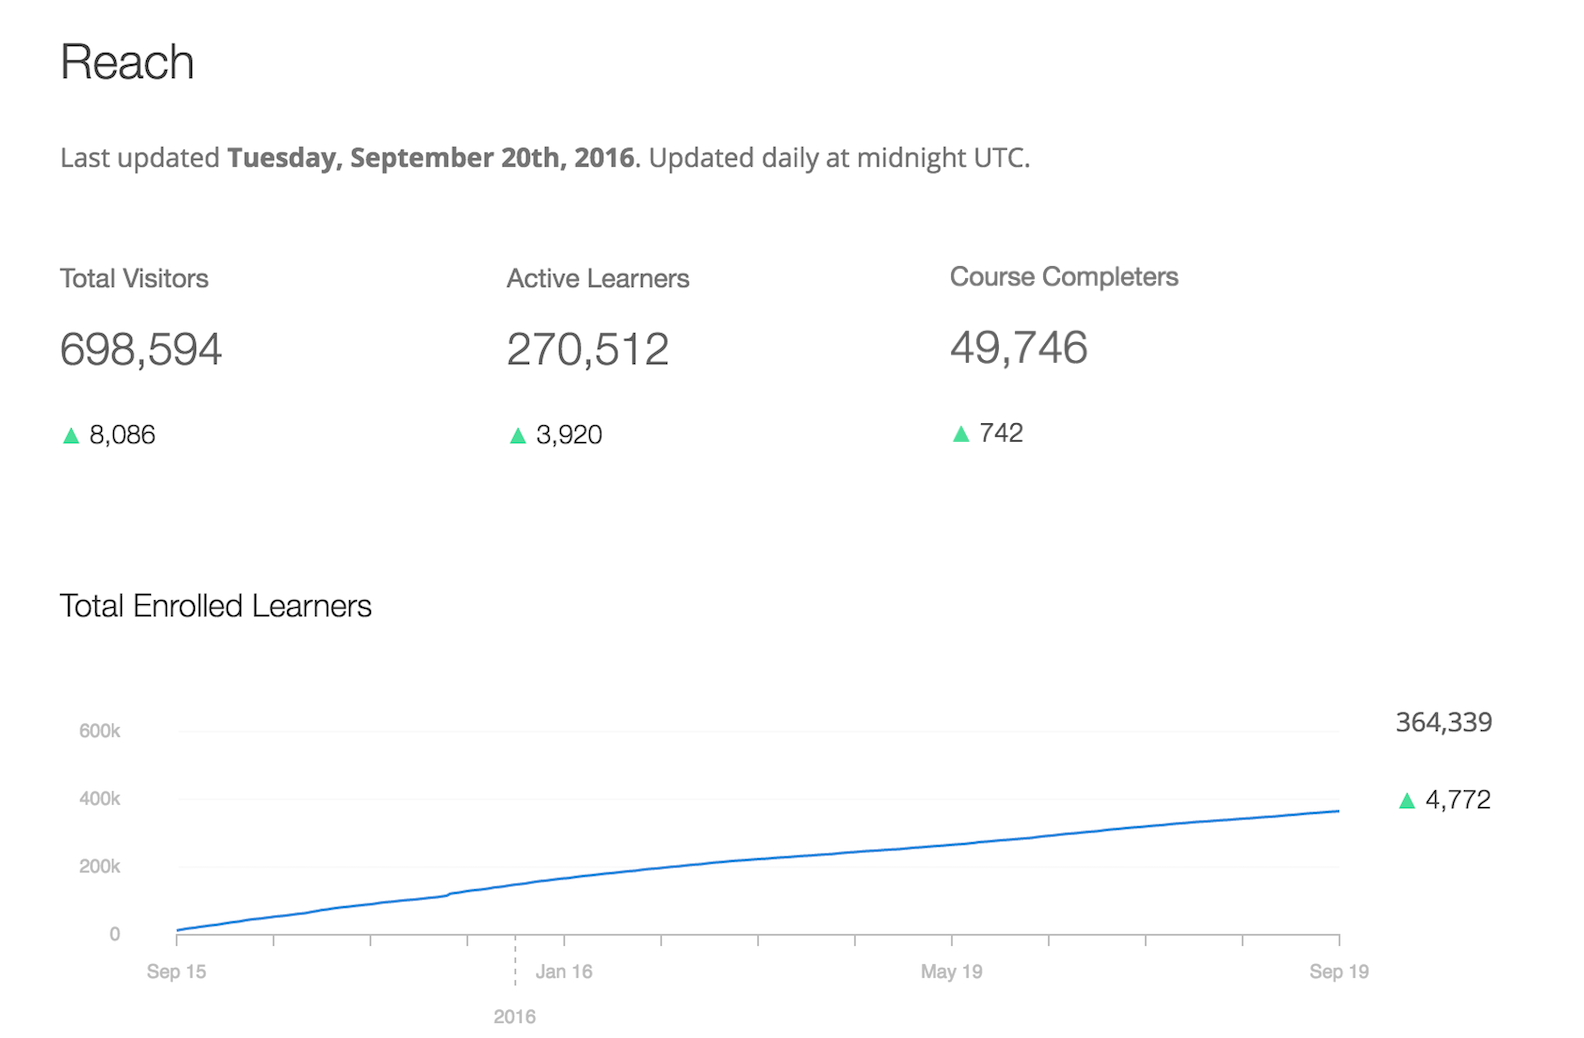 Reach
Last updated Tuesday, September 20th, 2016. Updated daily at midnight UTC.
Total Visitors
698,594
▲ 8,086
Active Learners
270,512
▲ 3,920
Course Completers
49,746
▲ 742
Total Enrolled Learners
600k
400k
200k
0
Sep 15
Jan 16
May 19
Sep 19
2016
364,339
▲ 4,772